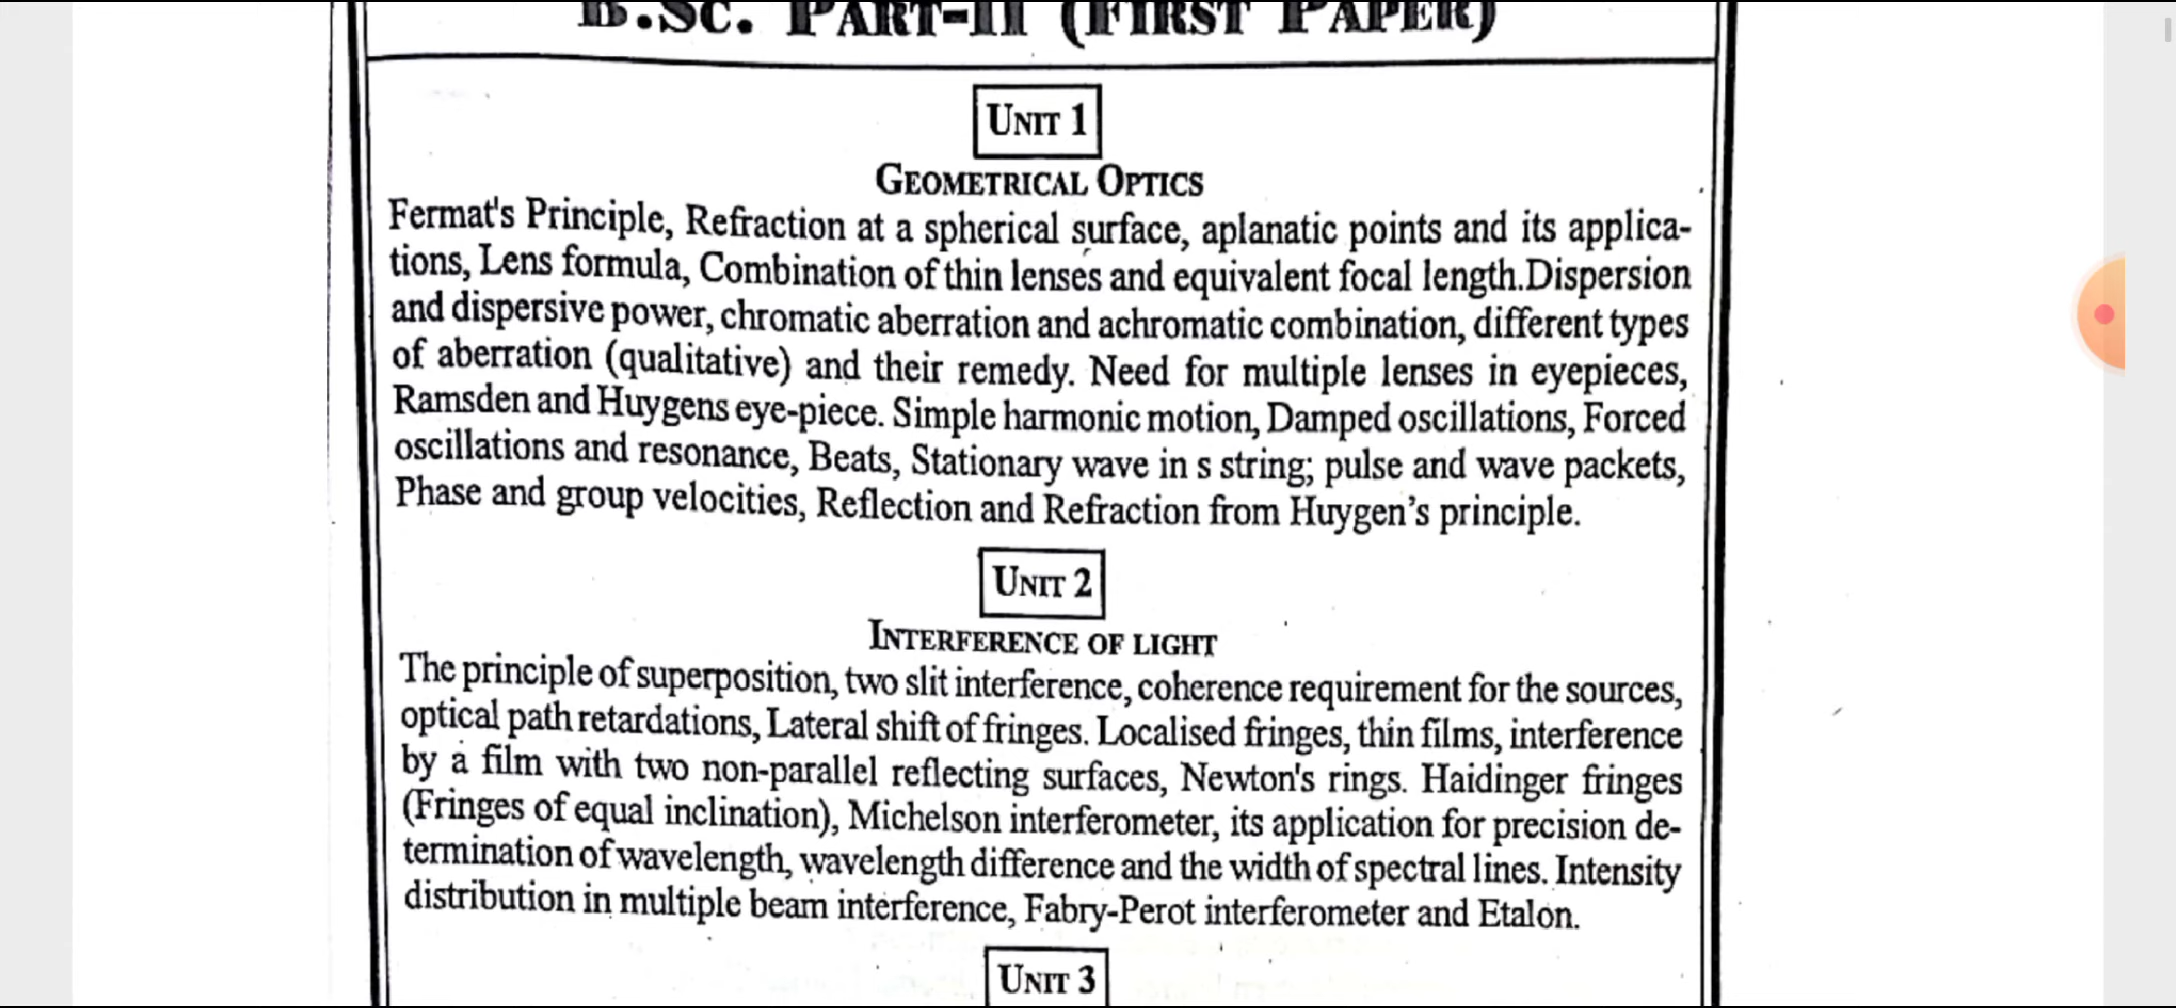 B.Sc. Part-II (First Paper)
Unit 1
Geometrical Optics
Fermat's Principle, Refraction at a spherical surface, aplanatic points and its applica-
tions, Lens formula, Combination of thin lenses and equivalent focal length.Dispersion
and dispersive power, chromatic aberration and achromatic combination, different types
of aberration (qualitative) and their remedy. Need for multiple lenses in eyepieces,
Ramsden and Huygens eye-piece. Simple harmonic motion, Damped oscillations, Forced
oscillations and resonance, Beats, Stationary wave in s string; pulse and wave packets,
Phase and group velocities, Reflection and Refraction from Huygen's principle.
Unit 2
Interference of light
The principle of superposition, two slit interference, coherence requirement for the sources,
optical path retardations, Lateral shift of fringes. Localised fringes, thin films, interference
by a film with two non-parallel reflecting surfaces, Newton's rings. Haidinger fringes
(Fringes of equal inclination), Michelson interferometer, its application for precision de-
termination of wavelength, wavelength difference and the width of spectral lines. Intensity
distribution in multiple beam interference, Fabry-Perot interferometer and Etalon.
Unit 3